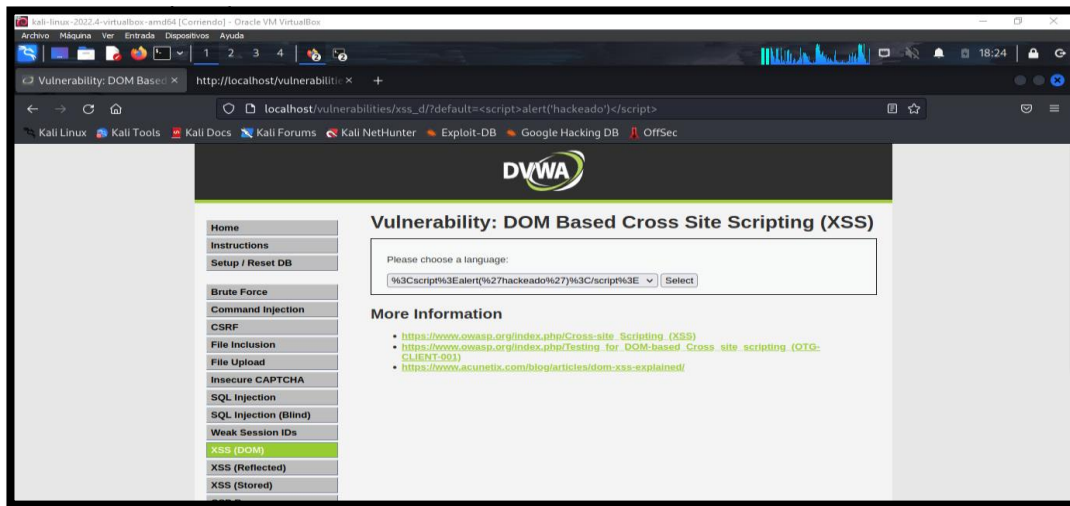 kali-linux-2022.4-virtualbox-amd64 [Corriendo] - Oracle VM VirtualBox
Archivo Máquina Ver Entrada Dispositivos Ayuda
1 2 3 4
18:24
Vulnerability: DOM Based
http://localhost/vulnerabilitie
localhost/vulnerabilities/xss_d/?default=<script>alert('hackeado')</script>
Kali Linux Kali Tools Kali Docs Kali Forums Kali NetHunter Exploit-DB Google Hacking DB OffSec
DVWA
Home
Instructions
Setup / Reset DB
Brute Force
Command Injection
CSRF
File Inclusion
File Upload
Insecure CAPTCHA
SQL Injection
SQL Injection (Blind)
Weak Session IDs
XSS (DOM)
XSS (Reflected)
XSS (Stored)
Vulnerability: DOM Based Cross Site Scripting (XSS)
Please choose a language:
%3Cscript%3Ealert(%27hackeado%27)%3C/script%3E Select
More Information
https://www.owasp.org/index.php/Cross-site_Scripting_(XSS)
https://www.owasp.org/index.php/Testing_for_DOM-based_Cross_site_scripting_(OTG-
CLIENT-001)
https://www.acunetix.com/blog/articles/dom-xss-explained/